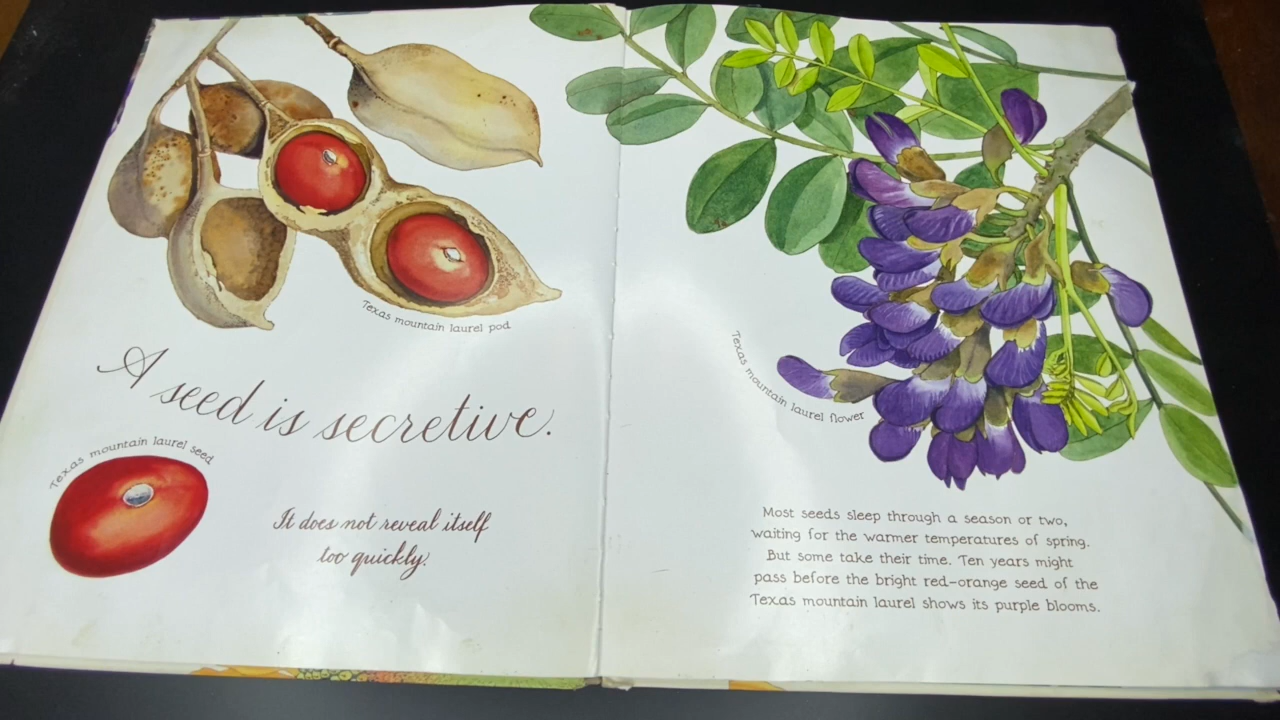 Texas mountain laurel pod
A seed is secretive.
Texas mountain laurel seed
It does not reveal itself
too quickly.
Texas mountain laurel flower
Most seeds sleep through a season or two,
waiting for the warmer temperatures of spring.
But some take their time. Ten years might
pass before the bright red-orange seed of the
Texas mountain laurel shows its purple blooms.